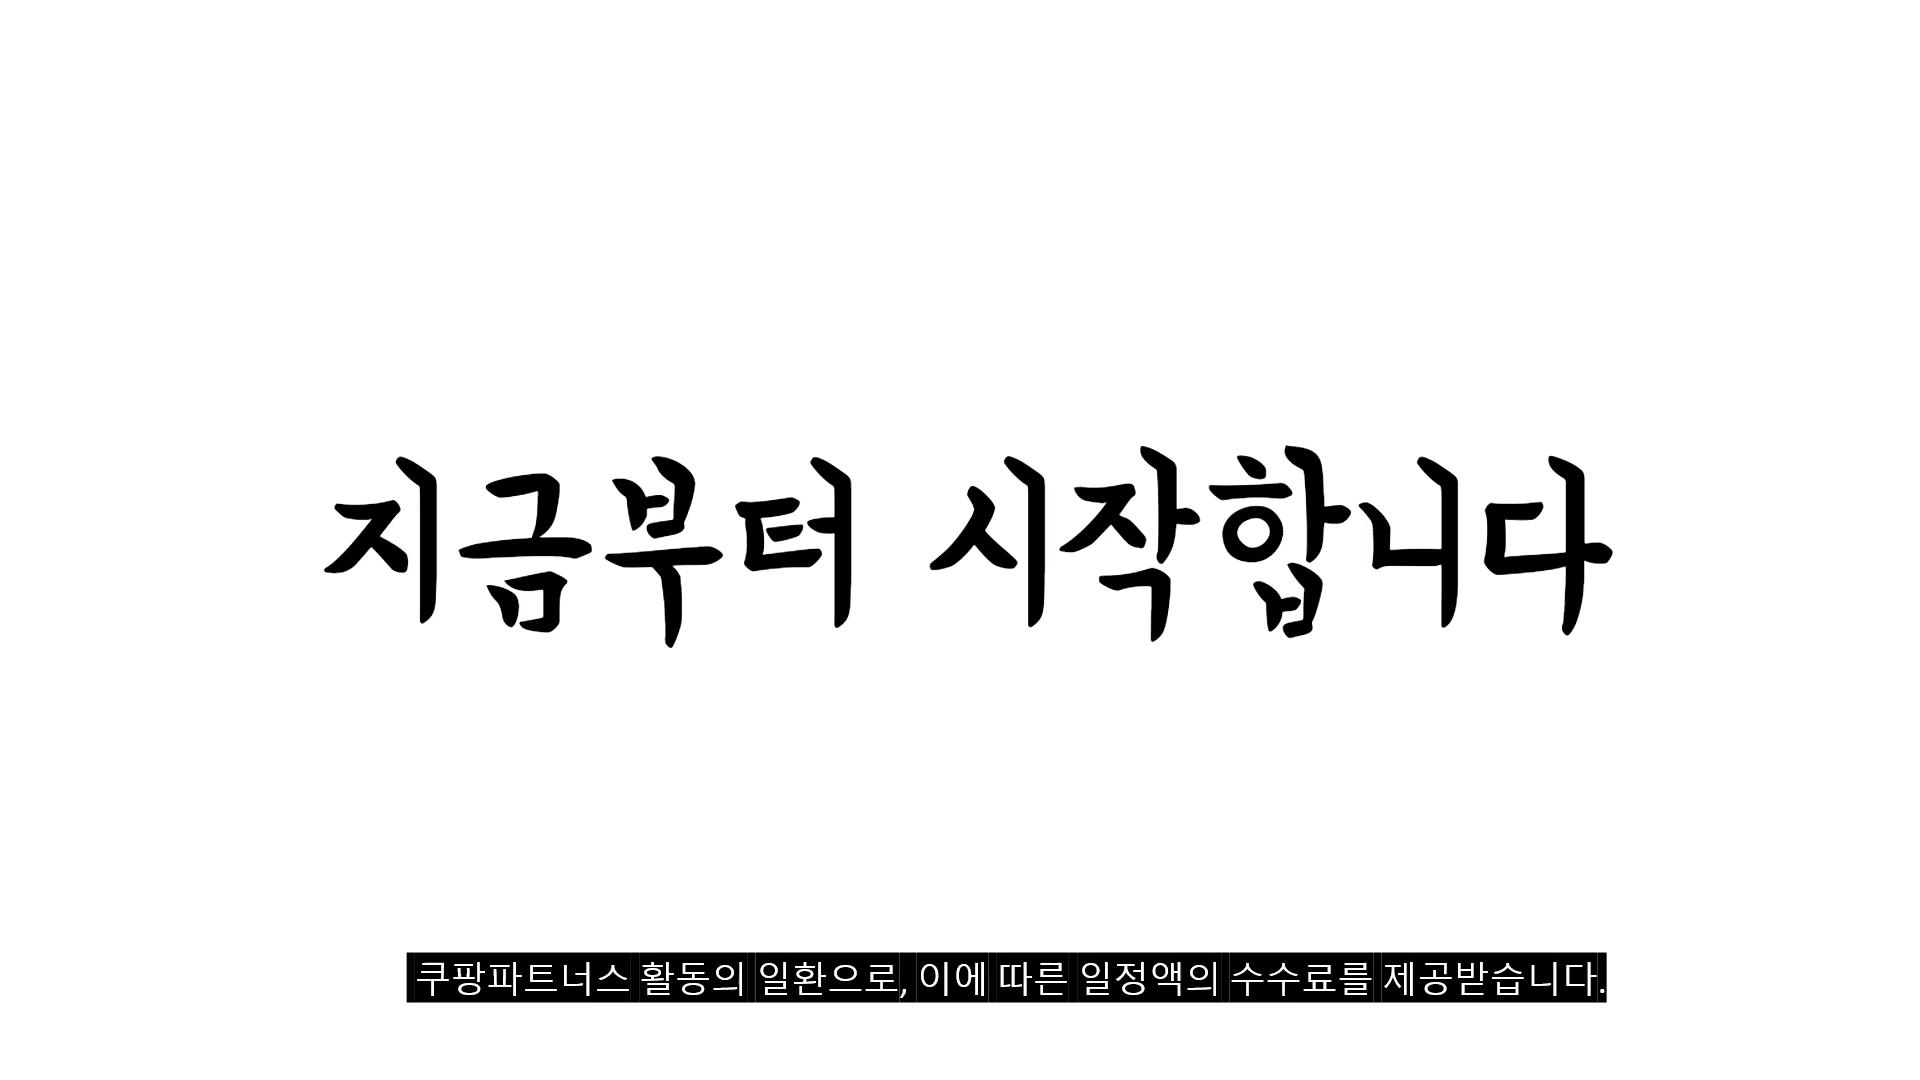 지금부터 시작합니다
쿠팡파트너스 활동의 일환으로, 이에 따른 일정액의 수수료를 제공받습니다.